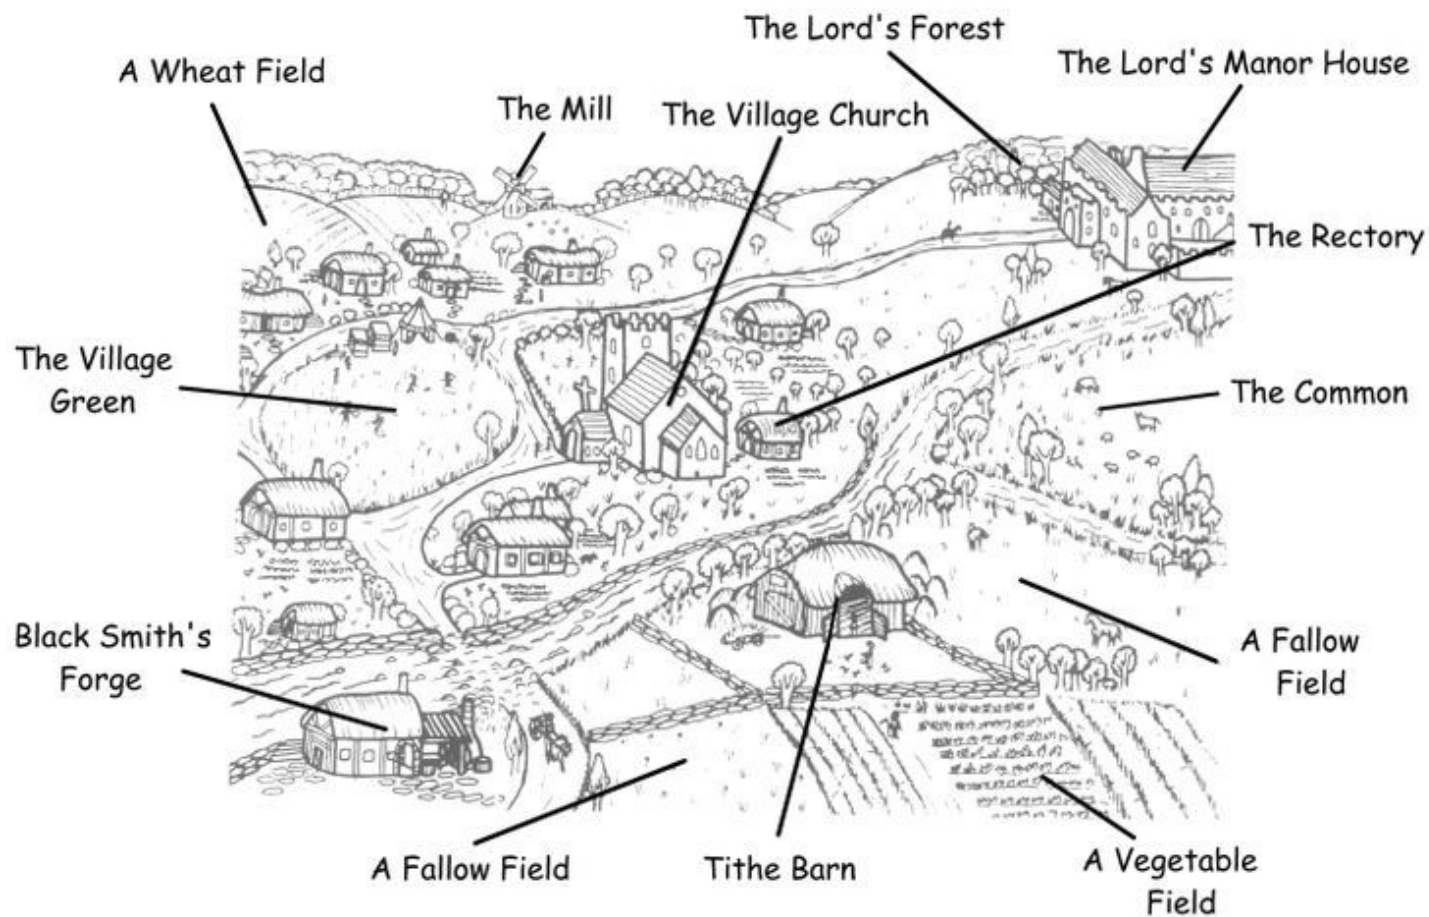 The Lord's Forest
A Wheat Field
The Lord's Manor House
The Mill
The Village Church
The Rectory
The Village
Green
The Common
Black Smith's
Forge
A Fallow
Field
A Fallow Field
Tithe Barn
A Vegetable
Field